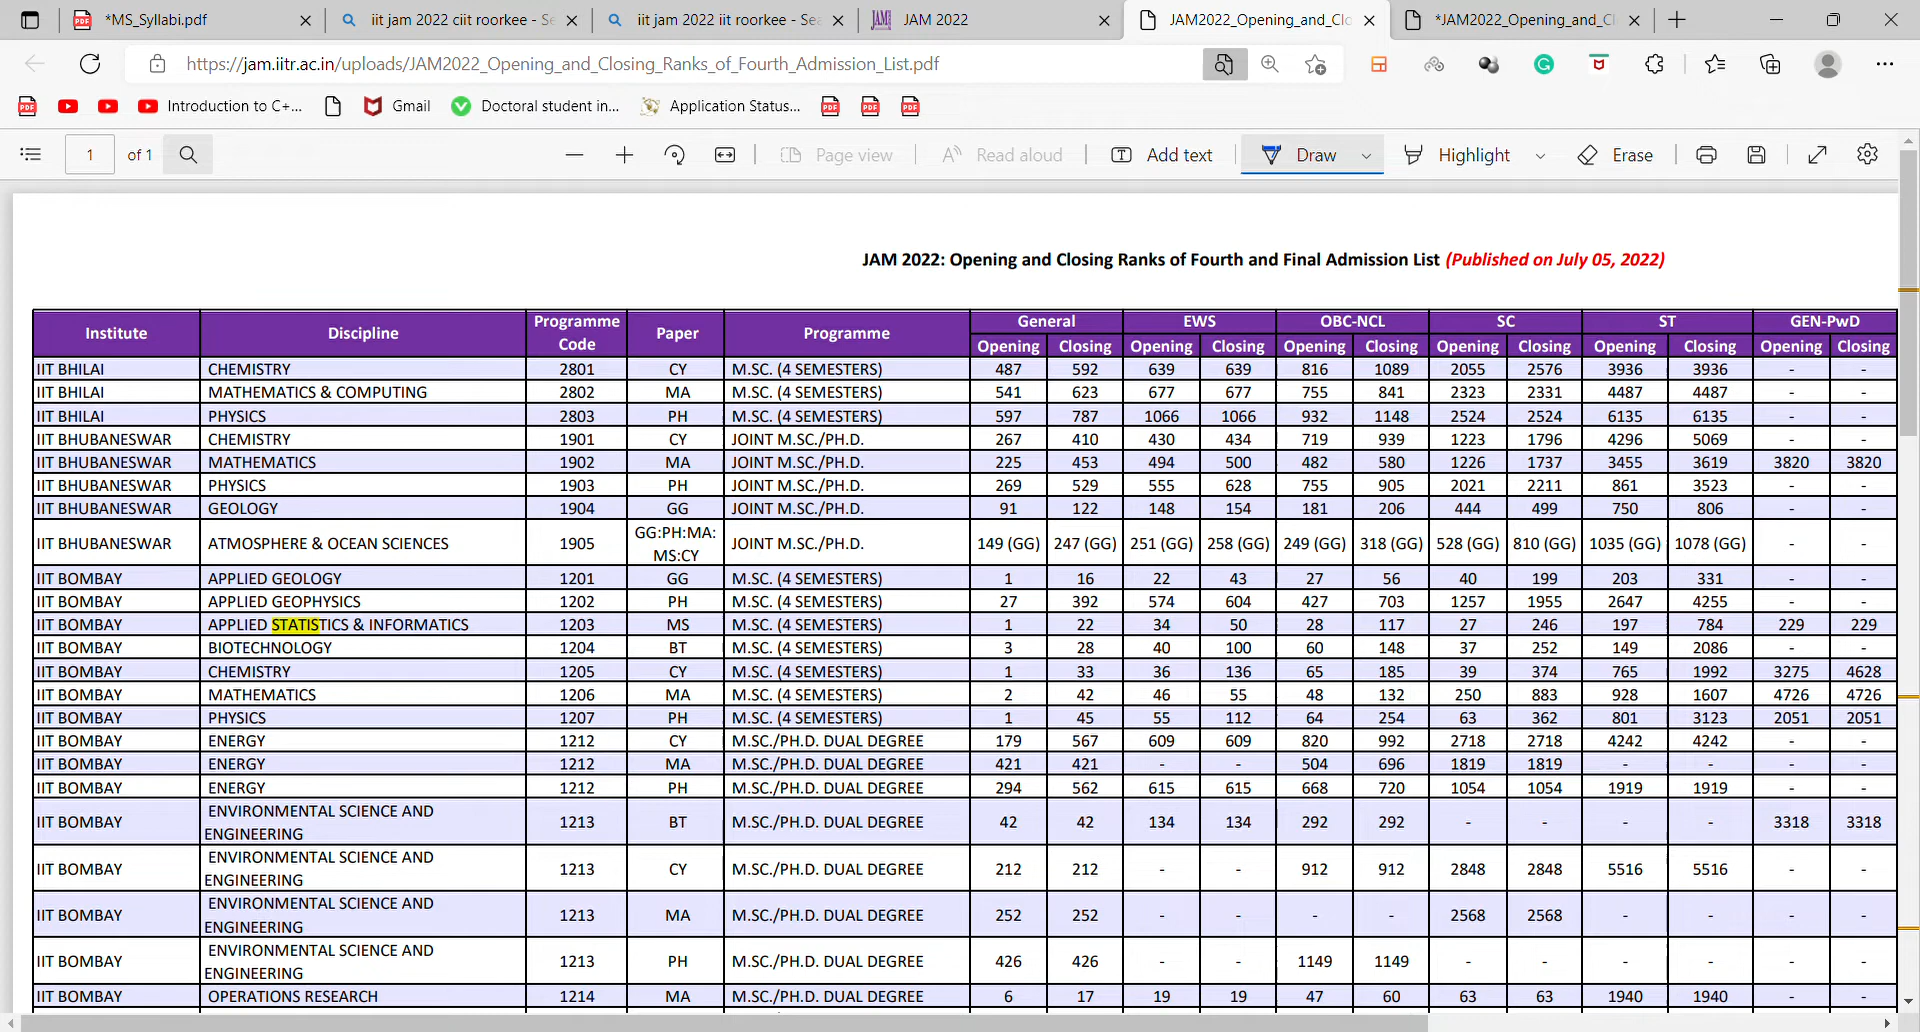 *MS_Syllabi.pdf
iit jam 2022 ciit roorkee - Se
iit jam 2022 iit roorkee - Sea
JAM 2022
JAM2022_Opening_and_Clo
*JAM2022_Opening_and_Cl
https://jam.iitr.ac.in/uploads/JAM2022_Opening_and_Closing_Ranks_of_Fourth_Admission_List.pdf
Introduction to C+... Gmail Doctoral student in... Application Status...
1 of 1 Page view Read aloud Add text Draw Highlight Erase
JAM 2022: Opening and Closing Ranks of Fourth and Final Admission List (Published on July 05, 2022)
Institute Discipline Programme Code Paper Programme General EWS OBC-NCL SC ST GEN-PwD
Opening Closing Opening Closing Opening Closing Opening Closing Opening Closing Opening Closing
IIT BHILAI CHEMISTRY 2801 CY M.SC. (4 SEMESTERS) 487 592 639 639 816 1089 2055 2576 3936 3936 - -
IIT BHILAI MATHEMATICS & COMPUTING 2802 MA M.SC. (4 SEMESTERS) 541 623 677 677 755 841 2323 2331 4487 4487 - -
IIT BHILAI PHYSICS 2803 PH M.SC. (4 SEMESTERS) 597 787 1066 1066 932 1148 2524 2524 6135 6135 - -
IIT BHUBANESWAR CHEMISTRY 1901 CY JOINT M.SC./PH.D. 267 410 430 434 719 939 1223 1796 4296 5069 - -
IIT BHUBANESWAR MATHEMATICS 1902 MA JOINT M.SC./PH.D. 225 453 494 500 482 580 1226 1737 3455 3619 3820 3820
IIT BHUBANESWAR PHYSICS 1903 PH JOINT M.SC./PH.D. 269 529 555 628 755 905 2021 2211 861 3523 - -
IIT BHUBANESWAR GEOLOGY 1904 GG JOINT M.SC./PH.D. 91 122 148 154 181 206 444 499 750 806 - -
IIT BHUBANESWAR ATMOSPHERE & OCEAN SCIENCES 1905 GG:PH:MA: MS:CY JOINT M.SC./PH.D. 149 (GG) 247 (GG) 251 (GG) 258 (GG) 249 (GG) 318 (GG) 528 (GG) 810 (GG) 1035 (GG) 1078 (GG) - -
IIT BOMBAY APPLIED GEOLOGY 1201 GG M.SC. (4 SEMESTERS) 1 16 22 43 27 56 40 199 203 331 - -
IIT BOMBAY APPLIED GEOPHYSICS 1202 PH M.SC. (4 SEMESTERS) 27 392 574 604 427 703 1257 1955 2647 4255 - -
IIT BOMBAY APPLIED STATISTICS & INFORMATICS 1203 MS M.SC. (4 SEMESTERS) 1 22 34 50 28 117 27 246 197 784 229 229
IIT BOMBAY BIOTECHNOLOGY 1204 BT M.SC. (4 SEMESTERS) 3 28 40 100 60 148 37 252 149 2086 - -
IIT BOMBAY CHEMISTRY 1205 CY M.SC. (4 SEMESTERS) 1 33 36 136 65 185 39 374 765 1992 3275 4628
IIT BOMBAY MATHEMATICS 1206 MA M.SC. (4 SEMESTERS) 2 42 46 55 48 132 250 883 928 1607 4726 4726
IIT BOMBAY PHYSICS 1207 PH M.SC. (4 SEMESTERS) 1 45 55 112 64 254 63 362 801 3123 2051 2051
IIT BOMBAY ENERGY 1212 CY M.SC./PH.D. DUAL DEGREE 179 567 609 609 820 992 2718 2718 4242 4242 - -
IIT BOMBAY ENERGY 1212 MA M.SC./PH.D. DUAL DEGREE 421 421 - - 504 696 1819 1819 - - - -
IIT BOMBAY ENERGY 1212 PH M.SC./PH.D. DUAL DEGREE 294 562 615 615 668 720 1054 1054 1919 1919 - -
IIT BOMBAY ENVIRONMENTAL SCIENCE AND ENGINEERING 1213 BT M.SC./PH.D. DUAL DEGREE 42 42 134 134 292 292 - - - - 3318 3318
IIT BOMBAY ENVIRONMENTAL SCIENCE AND ENGINEERING 1213 CY M.SC./PH.D. DUAL DEGREE 212 212 - - 912 912 2848 2848 5516 5516 - -
IIT BOMBAY ENVIRONMENTAL SCIENCE AND ENGINEERING 1213 MA M.SC./PH.D. DUAL DEGREE 252 252 - - - - 2568 2568 - - - -
IIT BOMBAY ENVIRONMENTAL SCIENCE AND ENGINEERING 1213 PH M.SC./PH.D. DUAL DEGREE 426 426 - - 1149 1149 - - - - - -
IIT BOMBAY OPERATIONS RESEARCH 1214 MA M.SC./PH.D. DUAL DEGREE 6 17 19 19 47 60 63 63 1940 1940 - -